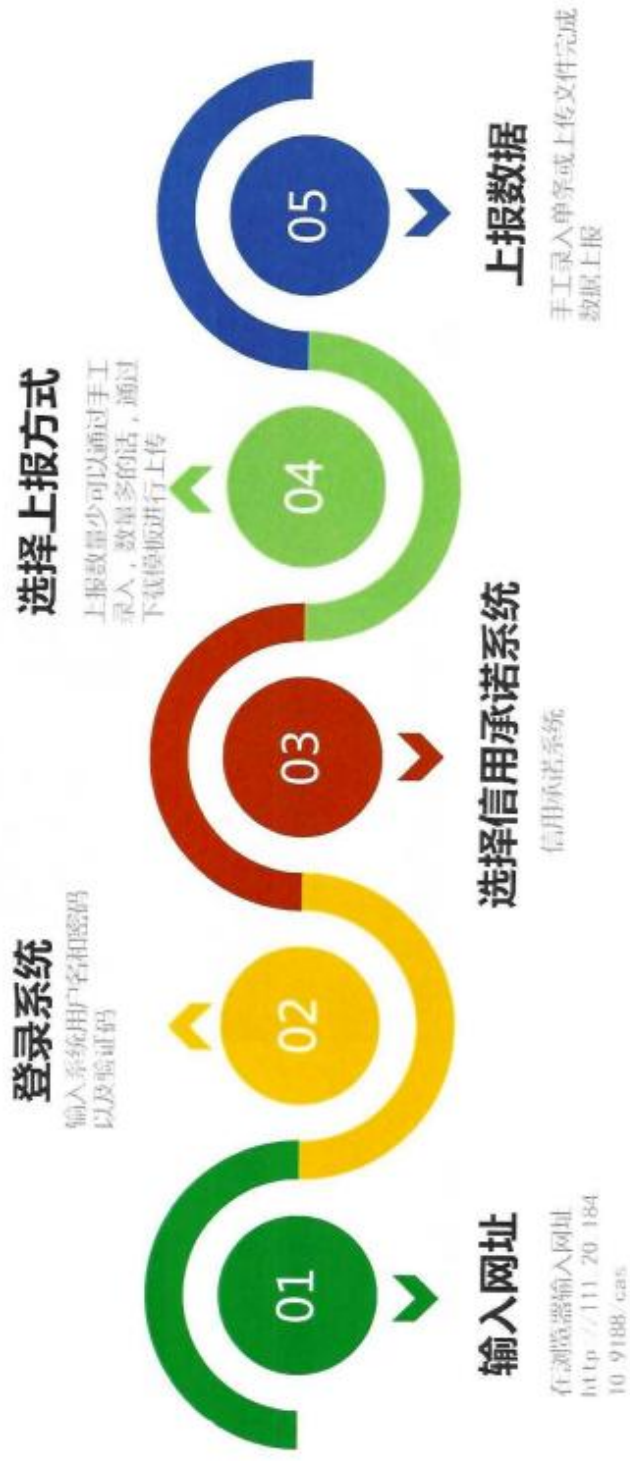 01
输入网址
在浏览器输入网址
http://111 20 184
10 9188/cas
02
登录系统
输入系统用户名和密码
以及验证码
03
选择信用承诺系统
信用承诺系统
04
选择上报方式
上报数量少可以通过手工
录入，数量多的话，通过
下载模板进行上传
05
上报数据
手工录入单条或上传文件完成
数据上报